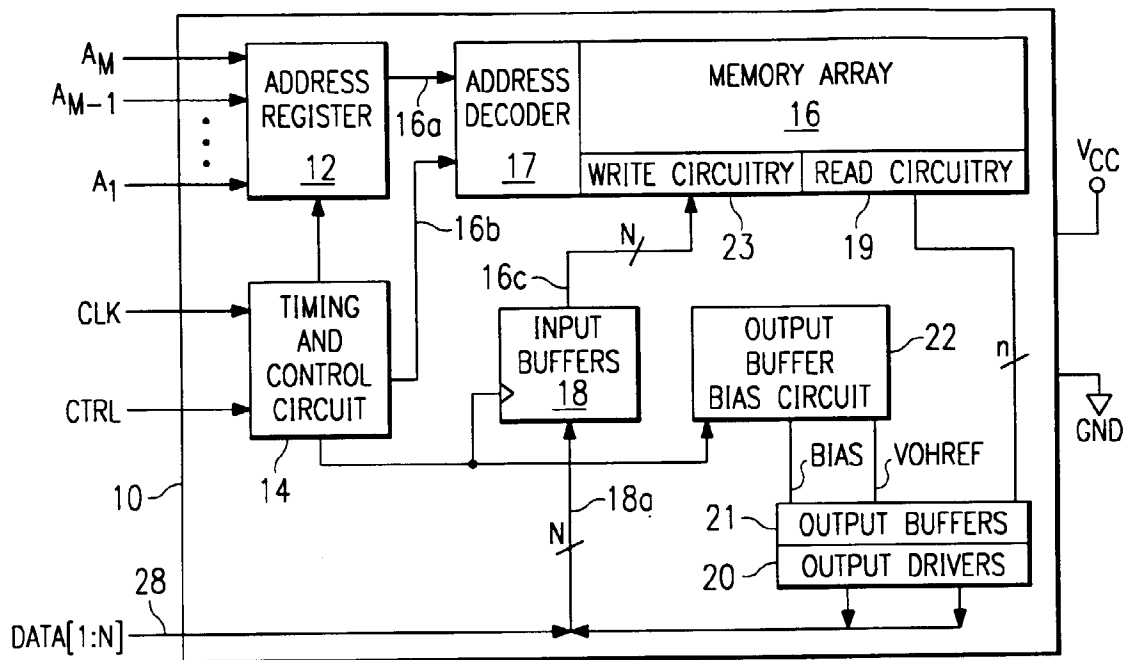 A_M
A_M-1
A_1
ADDRESS
REGISTER
12
16a
16b
ADDRESS
DECODER
17
MEMORY ARRAY
16
WRITE CIRCUITRY
READ CIRCUITRY
23
19
V_CC
GND
CLK
CTRL
TIMING
AND
CONTROL
CIRCUIT
14
N
16c
INPUT
BUFFERS
18
OUTPUT
BUFFER
BIAS CIRCUIT
22
n
BIAS
VOHREF
10
18a
N
21
OUTPUT BUFFERS
20
OUTPUT DRIVERS
28
DATA[1:N]